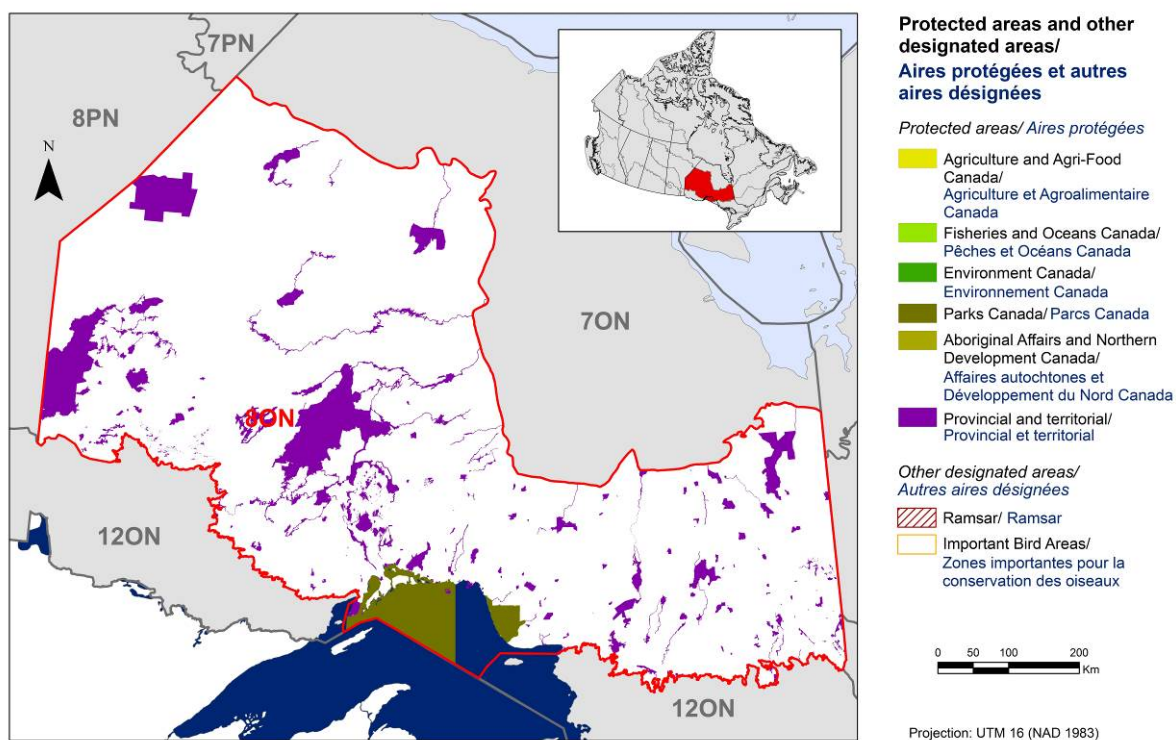 7PN
8PN
N
7ON
8ON
12ON
12ON
Protected areas and other
designated areas/
Aires protégées et autres
aires désignées
Protected areas/ Aires protégées
Agriculture and Agri-Food
Canada/
Agriculture et Agroalimentaire
Canada
Fisheries and Oceans Canada/
Pêches et Océans Canada
Environment Canada/
Environnement Canada
Parks Canada/ Parcs Canada
Aboriginal Affairs and Northern
Development Canada/
Affaires autochtones et
Développement du Nord Canada
Provincial and territorial/
Provincial et territorial
Other designated areas/
Autres aires désignées
Ramsar/ Ramsar
Important Bird Areas/
Zones importantes pour la
conservation des oiseaux
0 50 100 200
Km
Projection: UTM 16 (NAD 1983)